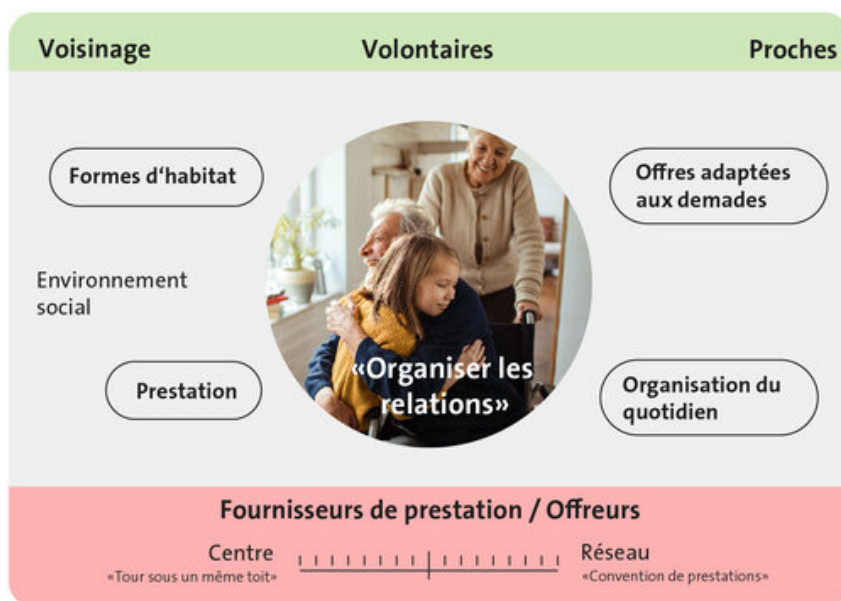 Voisinage Volontaires Proches
Formes d‘habitat
Offres adaptées
aux demades
Environnement
social
«Organiser les
relations»
Prestation
Organisation du
quotidien
Fournisseurs de prestation / Offreurs
Centre
«Tour sous un même toit»
Réseau
«Convention de prestations»